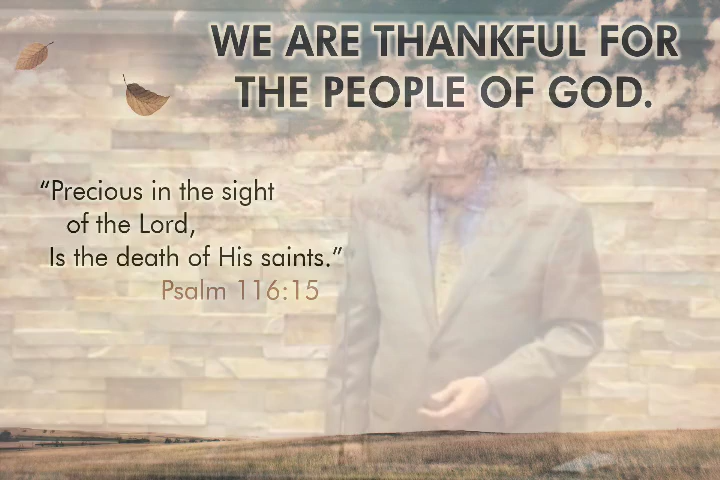 WE ARE THANKFUL FOR
THE PEOPLE OF GOD.
“Precious in the sight
of the Lord,
Is the death of His saints.”
Psalm 116:15